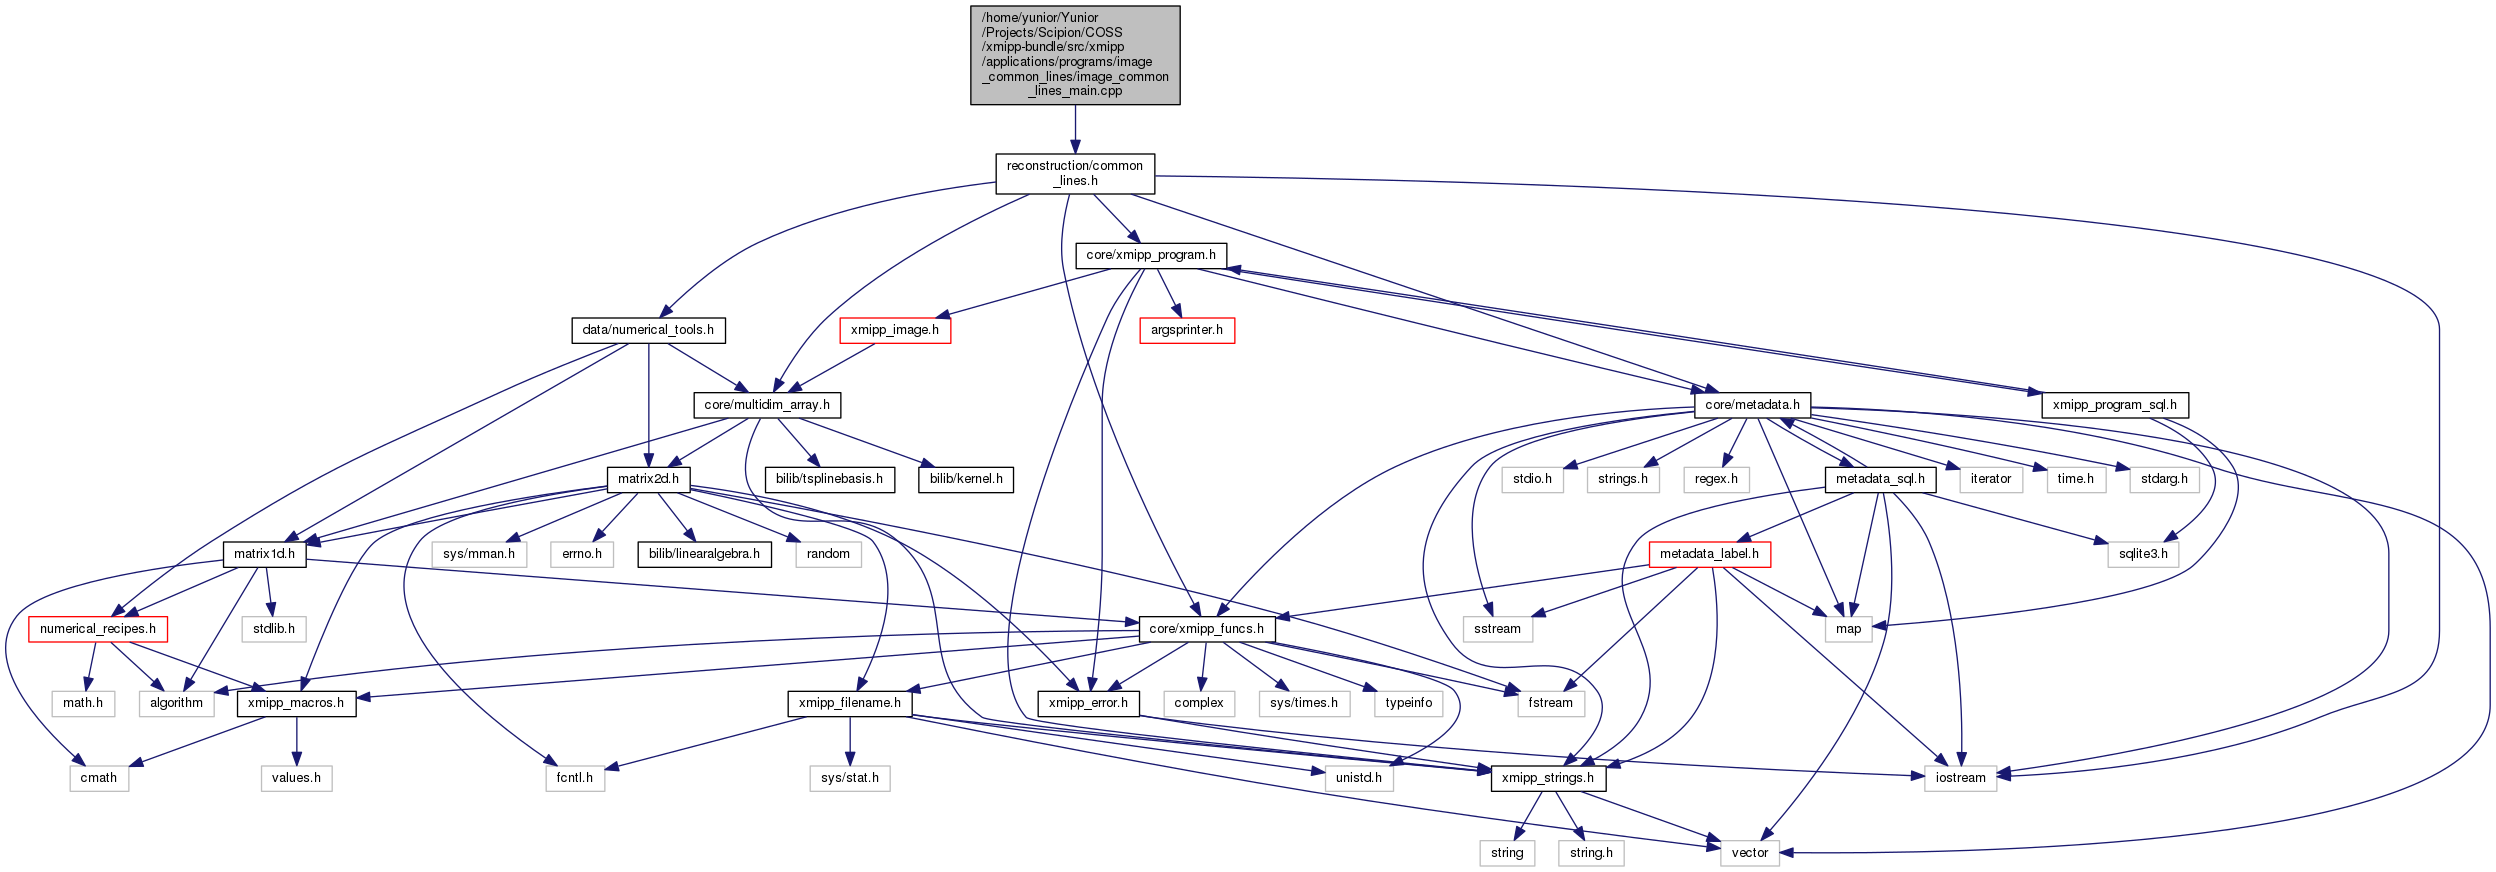 /home/yunior/Yunior
/Projects/Scipion/COSS
/xmipp-bundle/src/xmipp
/applications/programs/image
_common_lines/image_common
_lines_main.cpp
reconstruction/common
_lines.h
core/xmipp_program.h
data/numerical_tools.h
xmipp_image.h
argsprinter.h
core/multidim_array.h
core/metadata.h
xmipp_program_sql.h
matrix2d.h
bilib/tsplinebasis.h
bilib/kernel.h
stdio.h
strings.h
regex.h
metadata_sql.h
iterator
time.h
stdarg.h
matrix1d.h
sys/mman.h
errno.h
bilib/linearalgebra.h
random
metadata_label.h
sqlite3.h
numerical_recipes.h
stdlib.h
core/xmipp_funcs.h
sstream
map
math.h
algorithm
xmipp_macros.h
xmipp_filename.h
xmipp_error.h
complex
sys/times.h
typeinfo
fstream
cmath
values.h
fcntl.h
sys/stat.h
unistd.h
xmipp_strings.h
iostream
string
string.h
vector